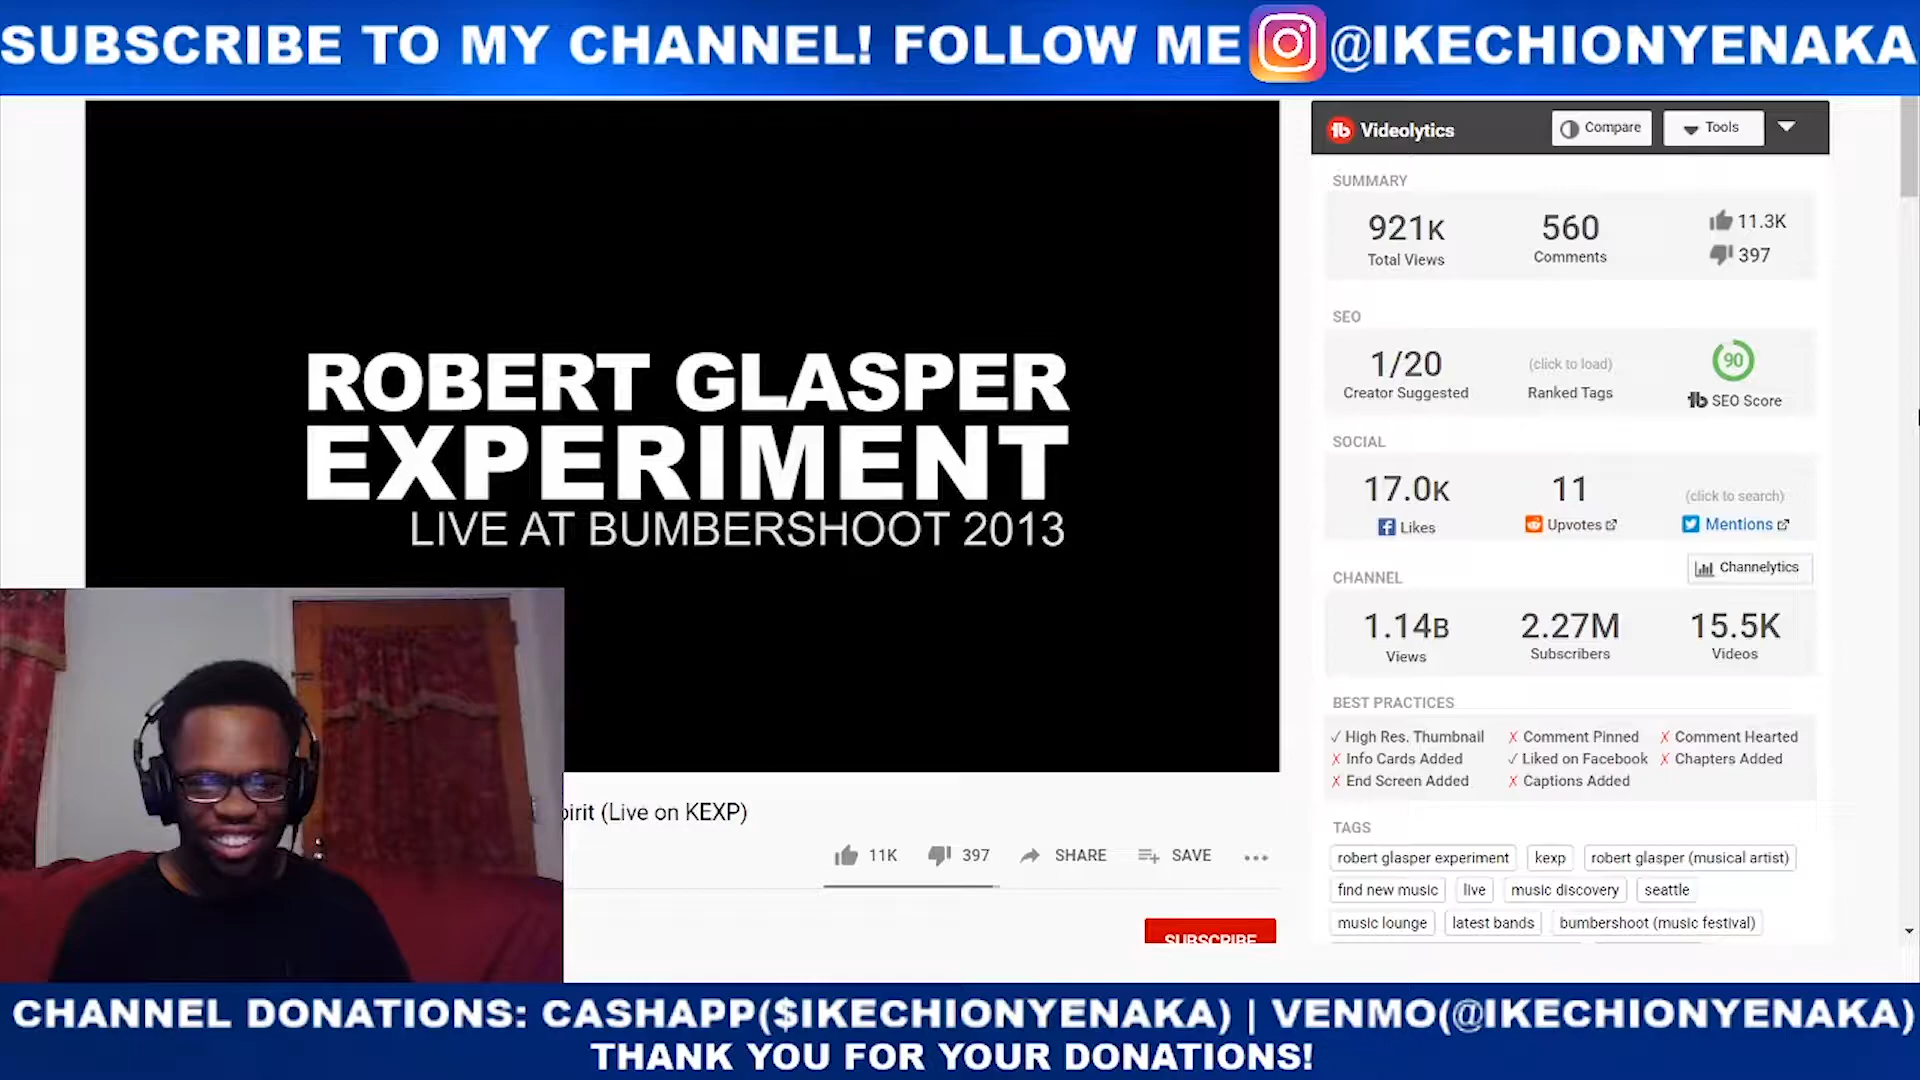 SUBSCRIBE TO MY CHANNEL! FOLLOW ME @IKECHIONYENAKA
ROBERT GLASPER
EXPERIMENT
LIVE AT BUMBERSHOOT 2013
(Live on KEXP)
11K 397 SHARE SAVE
SUBSCRIBE
Videolytics Compare Tools
SUMMARY
921K 560 11.3K
Total Views Comments 397
SEO
1/20 (click to load) 90
Creator Suggested Ranked Tags tb SEO Score
SOCIAL
17.0K 11 (click to search)
Likes Upvotes Mentions
CHANNEL Channelytics
1.14B 2.27M 15.5K
Views Subscribers Videos
BEST PRACTICES
✓ High Res. Thumbnail ✗ Comment Pinned ✗ Comment Hearted
✗ Info Cards Added ✓ Liked on Facebook ✗ Chapters Added
✗ End Screen Added ✗ Captions Added
TAGS
robert glasper experiment kexp robert glasper (musical artist)
find new music live music discovery seattle
music lounge latest bands bumbershoot (music festival)
CHANNEL DONATIONS: CASHAPP($IKECHIONYENAKA) | VENMO(@IKECHIONYENAKA)
THANK YOU FOR YOUR DONATIONS!